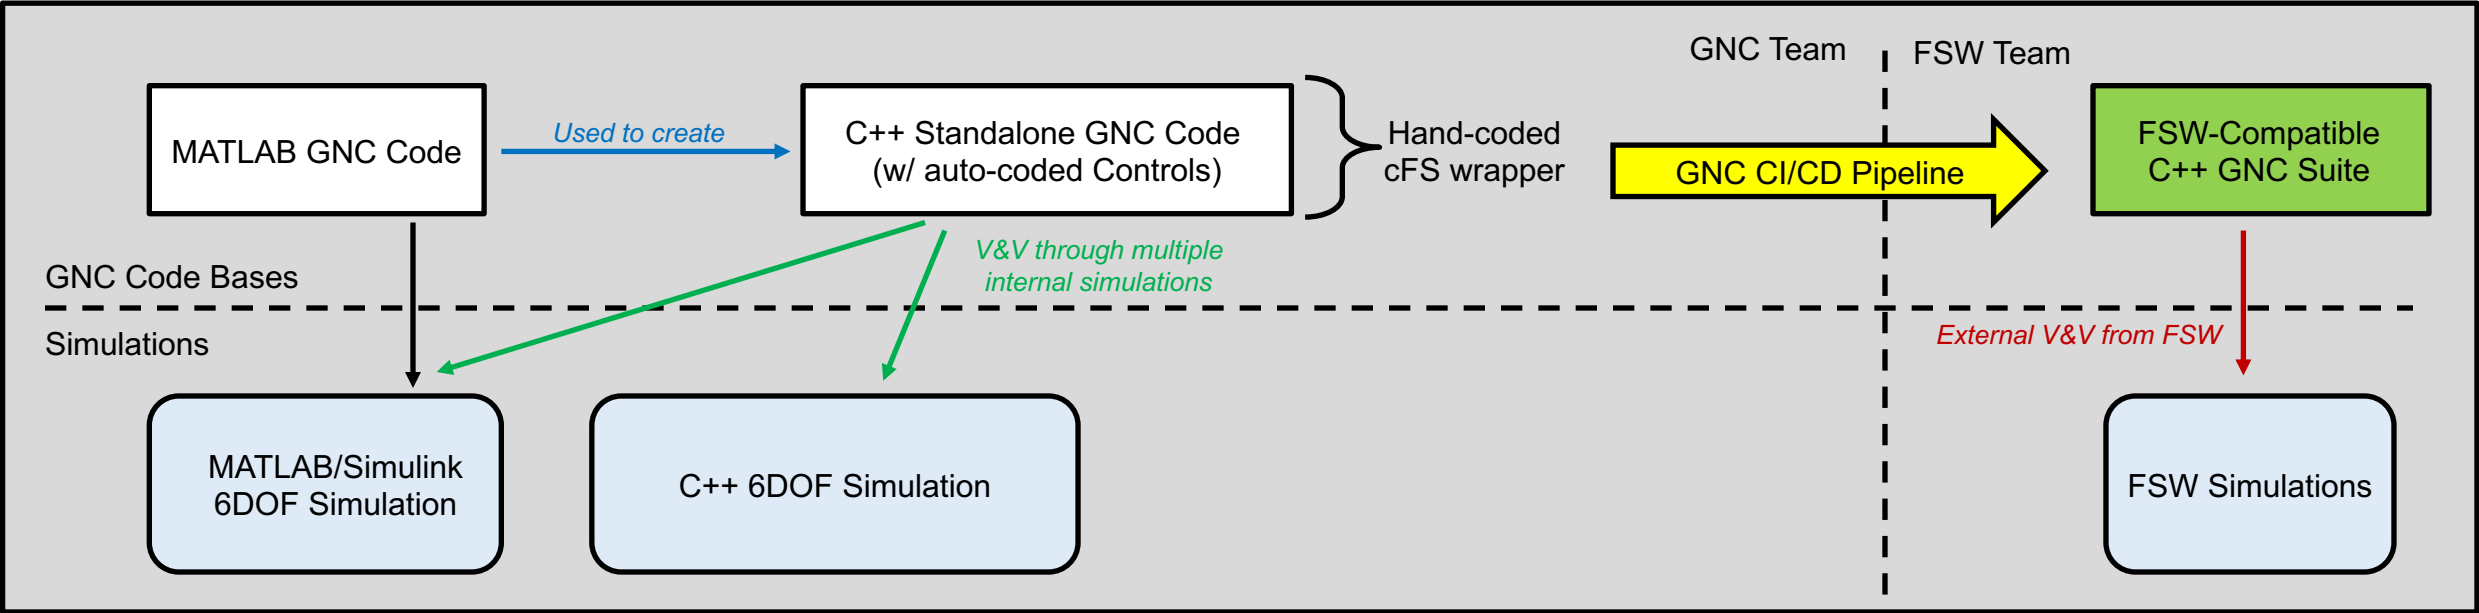 GNC Team
FSW Team
MATLAB GNC Code
Used to create
C++ Standalone GNC Code
(w/ auto-coded Controls)
Hand-coded
cFS wrapper
GNC CI/CD Pipeline
FSW-Compatible
C++ GNC Suite
V&V through multiple
internal simulations
GNC Code Bases
Simulations
External V&V from FSW
MATLAB/Simulink
6DOF Simulation
C++ 6DOF Simulation
FSW Simulations